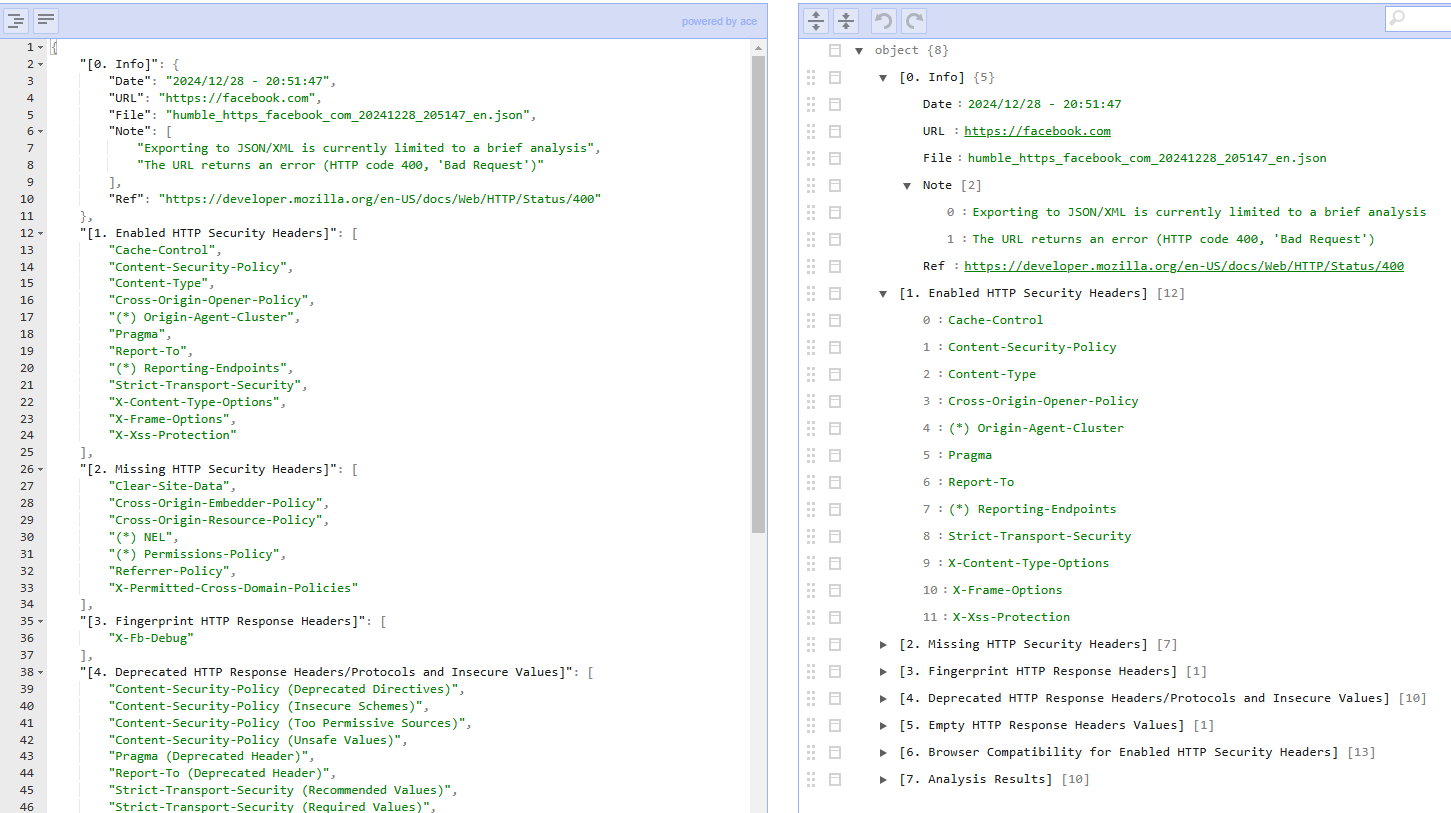 powered by ace
1 {
2 "[0. Info]": {
3 "Date": "2024/12/28 - 20:51:47",
4 "URL": "https://facebook.com",
5 "File": "humble_https_facebook_com_20241228_205147_en.json",
6 "Note": [
7 "Exporting to JSON/XML is currently limited to a brief analysis",
8 "The URL returns an error (HTTP code 400, 'Bad Request')"
9 ],
10 "Ref": "https://developer.mozilla.org/en-US/docs/Web/HTTP/Status/400"
11 },
12 "[1. Enabled HTTP Security Headers]": [
13 "Cache-Control",
14 "Content-Security-Policy",
15 "Content-Type",
16 "Cross-Origin-Opener-Policy",
17 "(*) Origin-Agent-Cluster",
18 "Pragma",
19 "Report-To",
20 "(*) Reporting-Endpoints",
21 "Strict-Transport-Security",
22 "X-Content-Type-Options",
23 "X-Frame-Options",
24 "X-Xss-Protection"
25 ],
26 "[2. Missing HTTP Security Headers]": [
27 "Clear-Site-Data",
28 "Cross-Origin-Embedder-Policy",
29 "Cross-Origin-Resource-Policy",
30 "(*) NEL",
31 "(*) Permissions-Policy",
32 "Referrer-Policy",
33 "X-Permitted-Cross-Domain-Policies"
34 ],
35 "[3. Fingerprint HTTP Response Headers]": [
36 "X-Fb-Debug"
37 ],
38 "[4. Deprecated HTTP Response Headers/Protocols and Insecure Values]": [
39 "Content-Security-Policy (Deprecated Directives)",
40 "Content-Security-Policy (Insecure Schemes)",
41 "Content-Security-Policy (Too Permissive Sources)",
42 "Content-Security-Policy (Unsafe Values)",
43 "Pragma (Deprecated Header)",
44 "Report-To (Deprecated Header)",
45 "Strict-Transport-Security (Recommended Values)",
46 "Strict-Transport-Security (Required Values)",
object {8}
[0. Info] {5}
Date : 2024/12/28 - 20:51:47
URL : https://facebook.com
File : humble_https_facebook_com_20241228_205147_en.json
Note [2]
0 : Exporting to JSON/XML is currently limited to a brief analysis
1 : The URL returns an error (HTTP code 400, 'Bad Request')
Ref : https://developer.mozilla.org/en-US/docs/Web/HTTP/Status/400
[1. Enabled HTTP Security Headers] [12]
0 : Cache-Control
1 : Content-Security-Policy
2 : Content-Type
3 : Cross-Origin-Opener-Policy
4 : (*) Origin-Agent-Cluster
5 : Pragma
6 : Report-To
7 : (*) Reporting-Endpoints
8 : Strict-Transport-Security
9 : X-Content-Type-Options
10 : X-Frame-Options
11 : X-Xss-Protection
[2. Missing HTTP Security Headers] [7]
[3. Fingerprint HTTP Response Headers] [1]
[4. Deprecated HTTP Response Headers/Protocols and Insecure Values] [10]
[5. Empty HTTP Response Headers Values] [1]
[6. Browser Compatibility for Enabled HTTP Security Headers] [13]
[7. Analysis Results] [10]